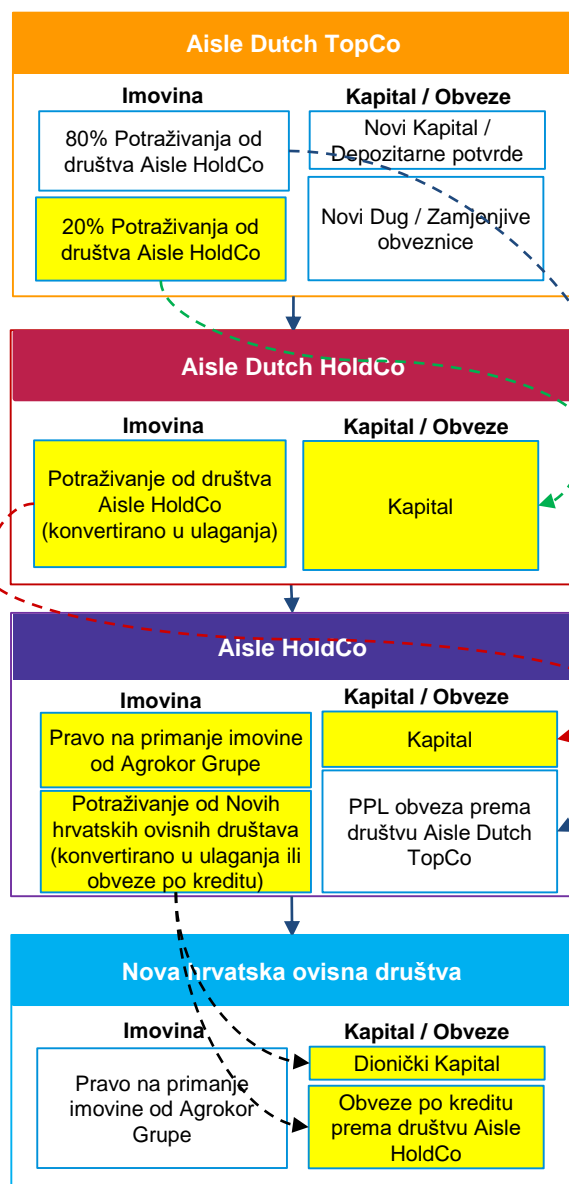 Aisle Dutch TopCo
Imovina
Kapital / Obveze
80% Potraživanja od
društva Aisle HoldCo
20% Potraživanja od
društva Aisle HoldCo
Novi Kapital /
Depozitarne potvrde
Novi Dug / Zamjenjive
obveznice
Aisle Dutch HoldCo
Imovina
Kapital / Obveze
Potraživanje od društva
Aisle HoldCo
(konvertirano u ulaganja)
Kapital
Aisle HoldCo
Imovina
Kapital / Obveze
Pravo na primanje imovine
od Agrokor Grupe
Potraživanje od Novih
hrvatskih ovisnih društava
(konvertirano u ulaganja ili
obveze po kreditu)
Kapital
PPL obveza prema
društvu Aisle Dutch
TopCo
Nova hrvatska ovisna društva
Imovina
Kapital / Obveze
Pravo na primanje
imovine od Agrokor
Grupe
Dionički Kapital
Obveze po kreditu
prema društvu Aisle
HoldCo